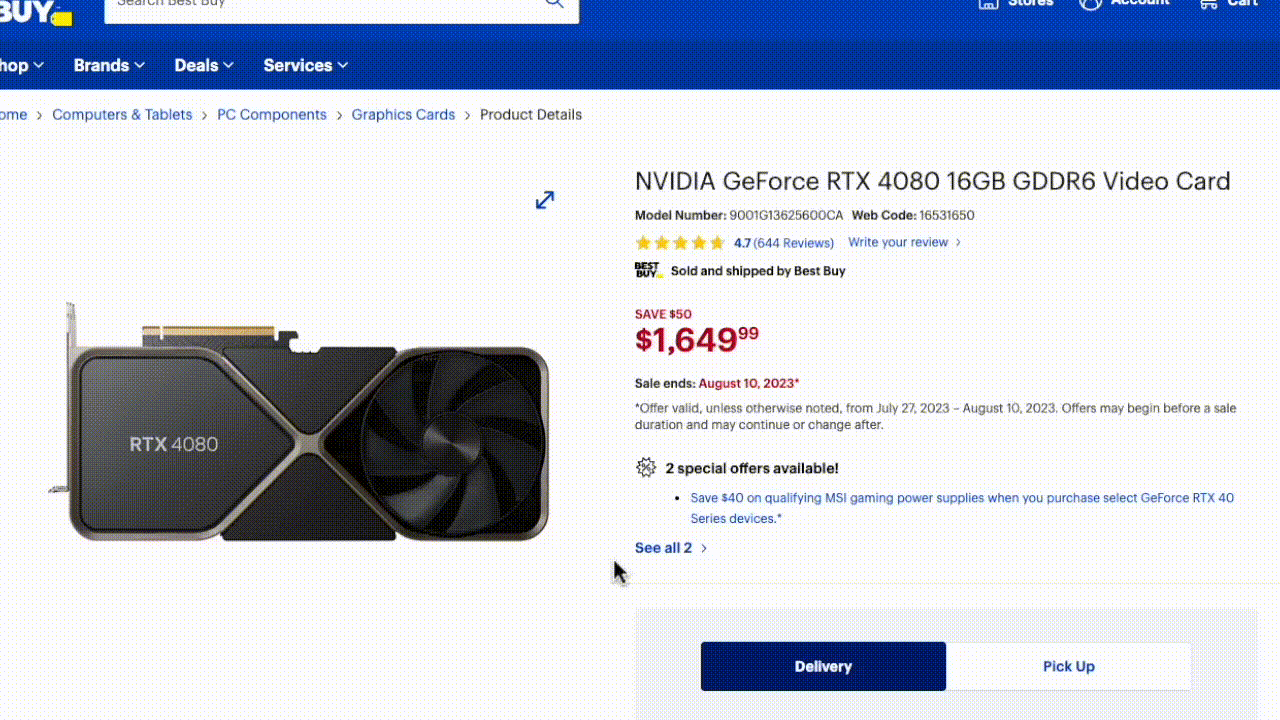 BUY
Search Best Buy
Stores
Account
Cart
hop
Brands
Deals
Services
ome > Computers & Tablets > PC Components > Graphics Cards > Product Details
NVIDIA GeForce RTX 4080 16GB GDDR6 Video Card
Model Number: 9001G13625600CA Web Code: 16531650
4.7 (644 Reviews) Write your review >
BEST BUY Sold and shipped by Best Buy
SAVE $50
$1,649.99
Sale ends: August 10, 2023*
*Offer valid, unless otherwise noted, from July 27, 2023 – August 10, 2023. Offers may begin before a sale
duration and may continue or change after.
2 special offers available!
• Save $40 on qualifying MSI gaming power supplies when you purchase select GeForce RTX 40
Series devices.*
See all 2 >
RTX 4080
Delivery
Pick Up